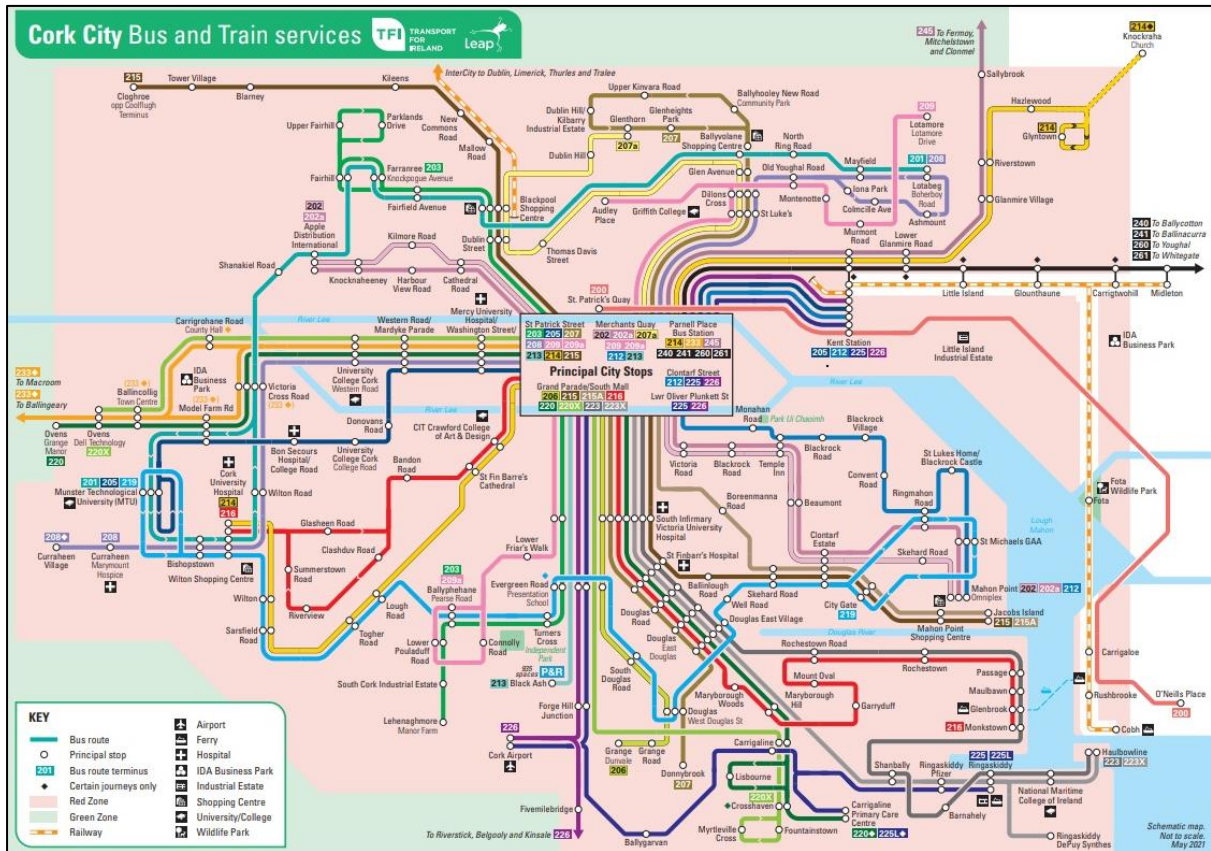 Cork City Bus and Train services
TFI
TRANSPORT
FOR
IRELAND
Leap
215
Cloghroe
opp Coolflugh
Terminus
Tower Village
Blarney
Kileens
InterCity to Dublin, Limerick, Thurles and Tralee
New
Commons
Road
Mallow
Road
Upper Fairhill
Parklands
Drive
Fairhill
Farranree 203
Knockpogue Avenue
Fairfield Avenue
Blackpool
Shopping
Centre
Dublin
Street
Thomas Davis
Street
Upper Kinvara Road
Dublin Hill/
Kilbarry
Industrial Estate
Glenthorn
207a
Glenheights
Park
207
Dublin Hill
Ballyhooley New Road
Community Park
Ballyvolane
Shopping Centre
North
Ring Road
Glen Avenue
Old Youghal Road
Mayfield
201 208
Lotabeg
Boherboy
Road
Ashmount
Iona Park
Colmcille Ave
Montenotte
Murmont
Road
Lower
Glanmire Road
Dillons
Cross
St Luke's
Audley
Place
Griffith College
209
Lotamore
Lotamore
Drive
245 To Fermoy,
Mitchelstown
and Clonmel
Sallybrook
Riverstown
Glanmire Village
Hazlewood
214
Glyntown
214
Knockraha
Church
202
202a
Apple
Distribution
International
Shanakiel Road
Kilmore Road
Knocknaheeney
Harbour
View Road
Cathedral
Road
Mercy University
Hospital/
Washington Street/
200
St. Patrick's Quay
240 To Ballycotton
241 To Ballinacurra
260 To Youghal
261 To Whitegate
Little Island
Glounthaune
Carrigtwohill
Midleton
Kent Station
205 212 225 226
Little Island
Industrial Estate
IDA
Business Park
River Lee
St Patrick Street
203 205 207
208 209 209a
213 214 215
Merchants Quay
202 202a 207a
209 209a
212 213
Parnell Place
Bus Station
214 233 245
240 241 260 261
Principal City Stops
Grand Parade/South Mall
206 215 215A 216
220 220X 223 223X
Clontarf Street
212 225 226
Lwr Oliver Plunkett St
225 226
River Lee
River Lee
Carrigrohane Road
County Hall
Western Road/
Mardyke Parade
University
College Cork
Western Road
233
To Macroom
233
To Ballingeary
(233)
Ballincollig
Town Centre
IDA
Business
Park
(233)
Model Farm Rd
Victoria
Cross Road
(233)
Ovens
Grange
Manor
220
Ovens
Dell Technology
220X
Donovans
Road
University
College Cork
College Road
Bon Secours
Hospital/
College Road
CIT Crawford College
of Art & Design
St Fin Barre's
Cathedral
Bandon
Road
Cork
University
Hospital
214
216
Wilton Road
201 205 219
Munster Technological
University (MTU)
208
Curraheen
Village
208
Curraheen
Marymount
Hospice
Bishopstown
Wilton Shopping Centre
Wilton
Sarsfield
Road
Glasheen Road
Clashduv Road
Summerstown
Road
Riverview
Togher
Road
Lough
Road
Lower
Friar's Walk
203
209a
Ballyphehane
Pearse Road
Evergreen Road
Presentation
School
Turners
Cross
Independent
Park
Lower
Pouladuff
Road
Connolly
Road
South Cork Industrial Estate
Lehenaghmore
Manor Farm
925
spaces
P&R
213 Black Ash
Forge Hill
Junction
226
Cork Airport
Fivemilebridge
To Riverstick, Belgooly and Kinsale 226
Ballygarvan
South Infirmary
Victoria University
Hospital
St Finbarr's Hospital
Douglas
Road
Douglas
East
Douglas
South
Douglas
Road
Douglas
West Douglas St
Grange
Dunvale
206
Grange
Road
Donnybrook
207
Monahan
Road
Páirc Uí Chaoimh
Blackrock
Village
Blackrock
Road
Victoria
Road
Blackrock
Road
Temple
Inn
Convent
Road
St Lukes Home/
Blackrock Castle
Ringmahon
Road
Boreenmanna
Road
Beaumont
Clontarf
Estate
Skehard Road
St Michaels GAA
Lough
Mahon
Ballinlough
Road
Skehard Road
Well Road
City Gate
219
Mahon Point 202 202a 212
Omniplex
Jacobs Island
215 215A
Mahon Point
Shopping Centre
Douglas River
Douglas East Village
Rochestown Road
Rochestown
Mount Oval
Maryborough
Hill
Maryborough
Woods
Garryduff
Passage
Maulbawn
Glenbrook
216 Monkstown
Fota
Wildlife Park
Fota
Carrigaloe
Rushbrooke
Cobh
O'Neills Place
200
Carrigaline
Lisbourne
220X
Crosshaven
Myrtleville
Cross
Fountainstown
Carrigaline
Primary Care
Centre
220 225L
Shanbally
Ringaskiddy
Pfizer
225 225L
Ringaskiddy
Barnahely
National Maritime
College of Ireland
Haulbowline
223 223X
Ringaskiddy
DePuy Synthes
KEY
Bus route
Principal stop
201 Bus route terminus
Certain journeys only
Red Zone
Green Zone
Railway
Airport
Ferry
Hospital
IDA Business Park
Industrial Estate
Shopping Centre
University/College
Wildlife Park
Schematic map.
Not to scale.
May 2021